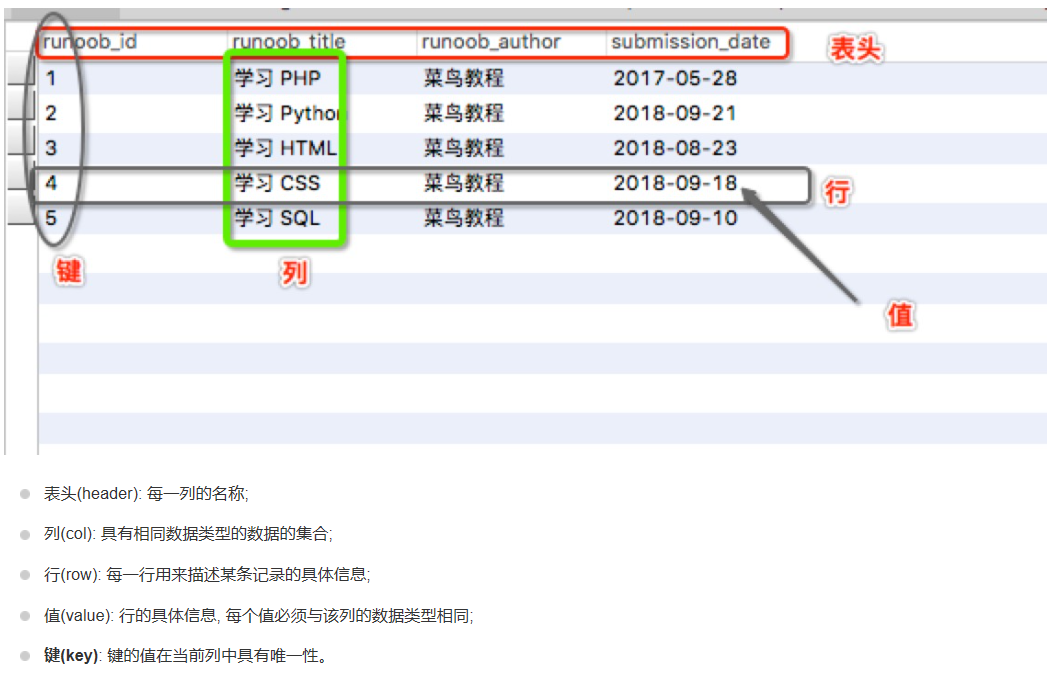 runoob_id runoob_title runoob_author submission_date 表头
1 学习 PHP 菜鸟教程 2017-05-28
2 学习 Python 菜鸟教程 2018-09-21
3 学习 HTML 菜鸟教程 2018-08-23
4 学习 CSS 菜鸟教程 2018-09-18 行
5 学习 SQL 菜鸟教程 2018-09-10
键 列
值
表头(header): 每一列的名称;
列(col): 具有相同数据类型的数据的集合;
行(row): 每一行用来描述某条记录的具体信息;
值(value): 行的具体信息, 每个值必须与该列的数据类型相同;
键(key): 键的值在当前列中具有唯一性。